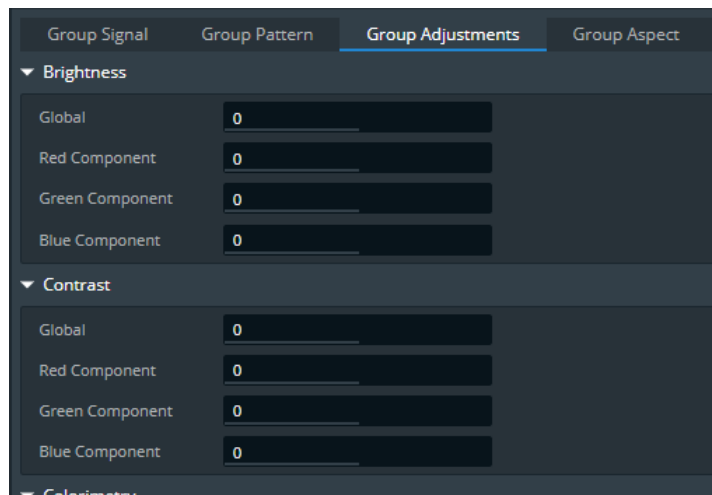 Group Signal Group Pattern Group Adjustments Group Aspect
Brightness
Global 0
Red Component 0
Green Component 0
Blue Component 0
Contrast
Global 0
Red Component 0
Green Component 0
Blue Component 0
Colorimetry